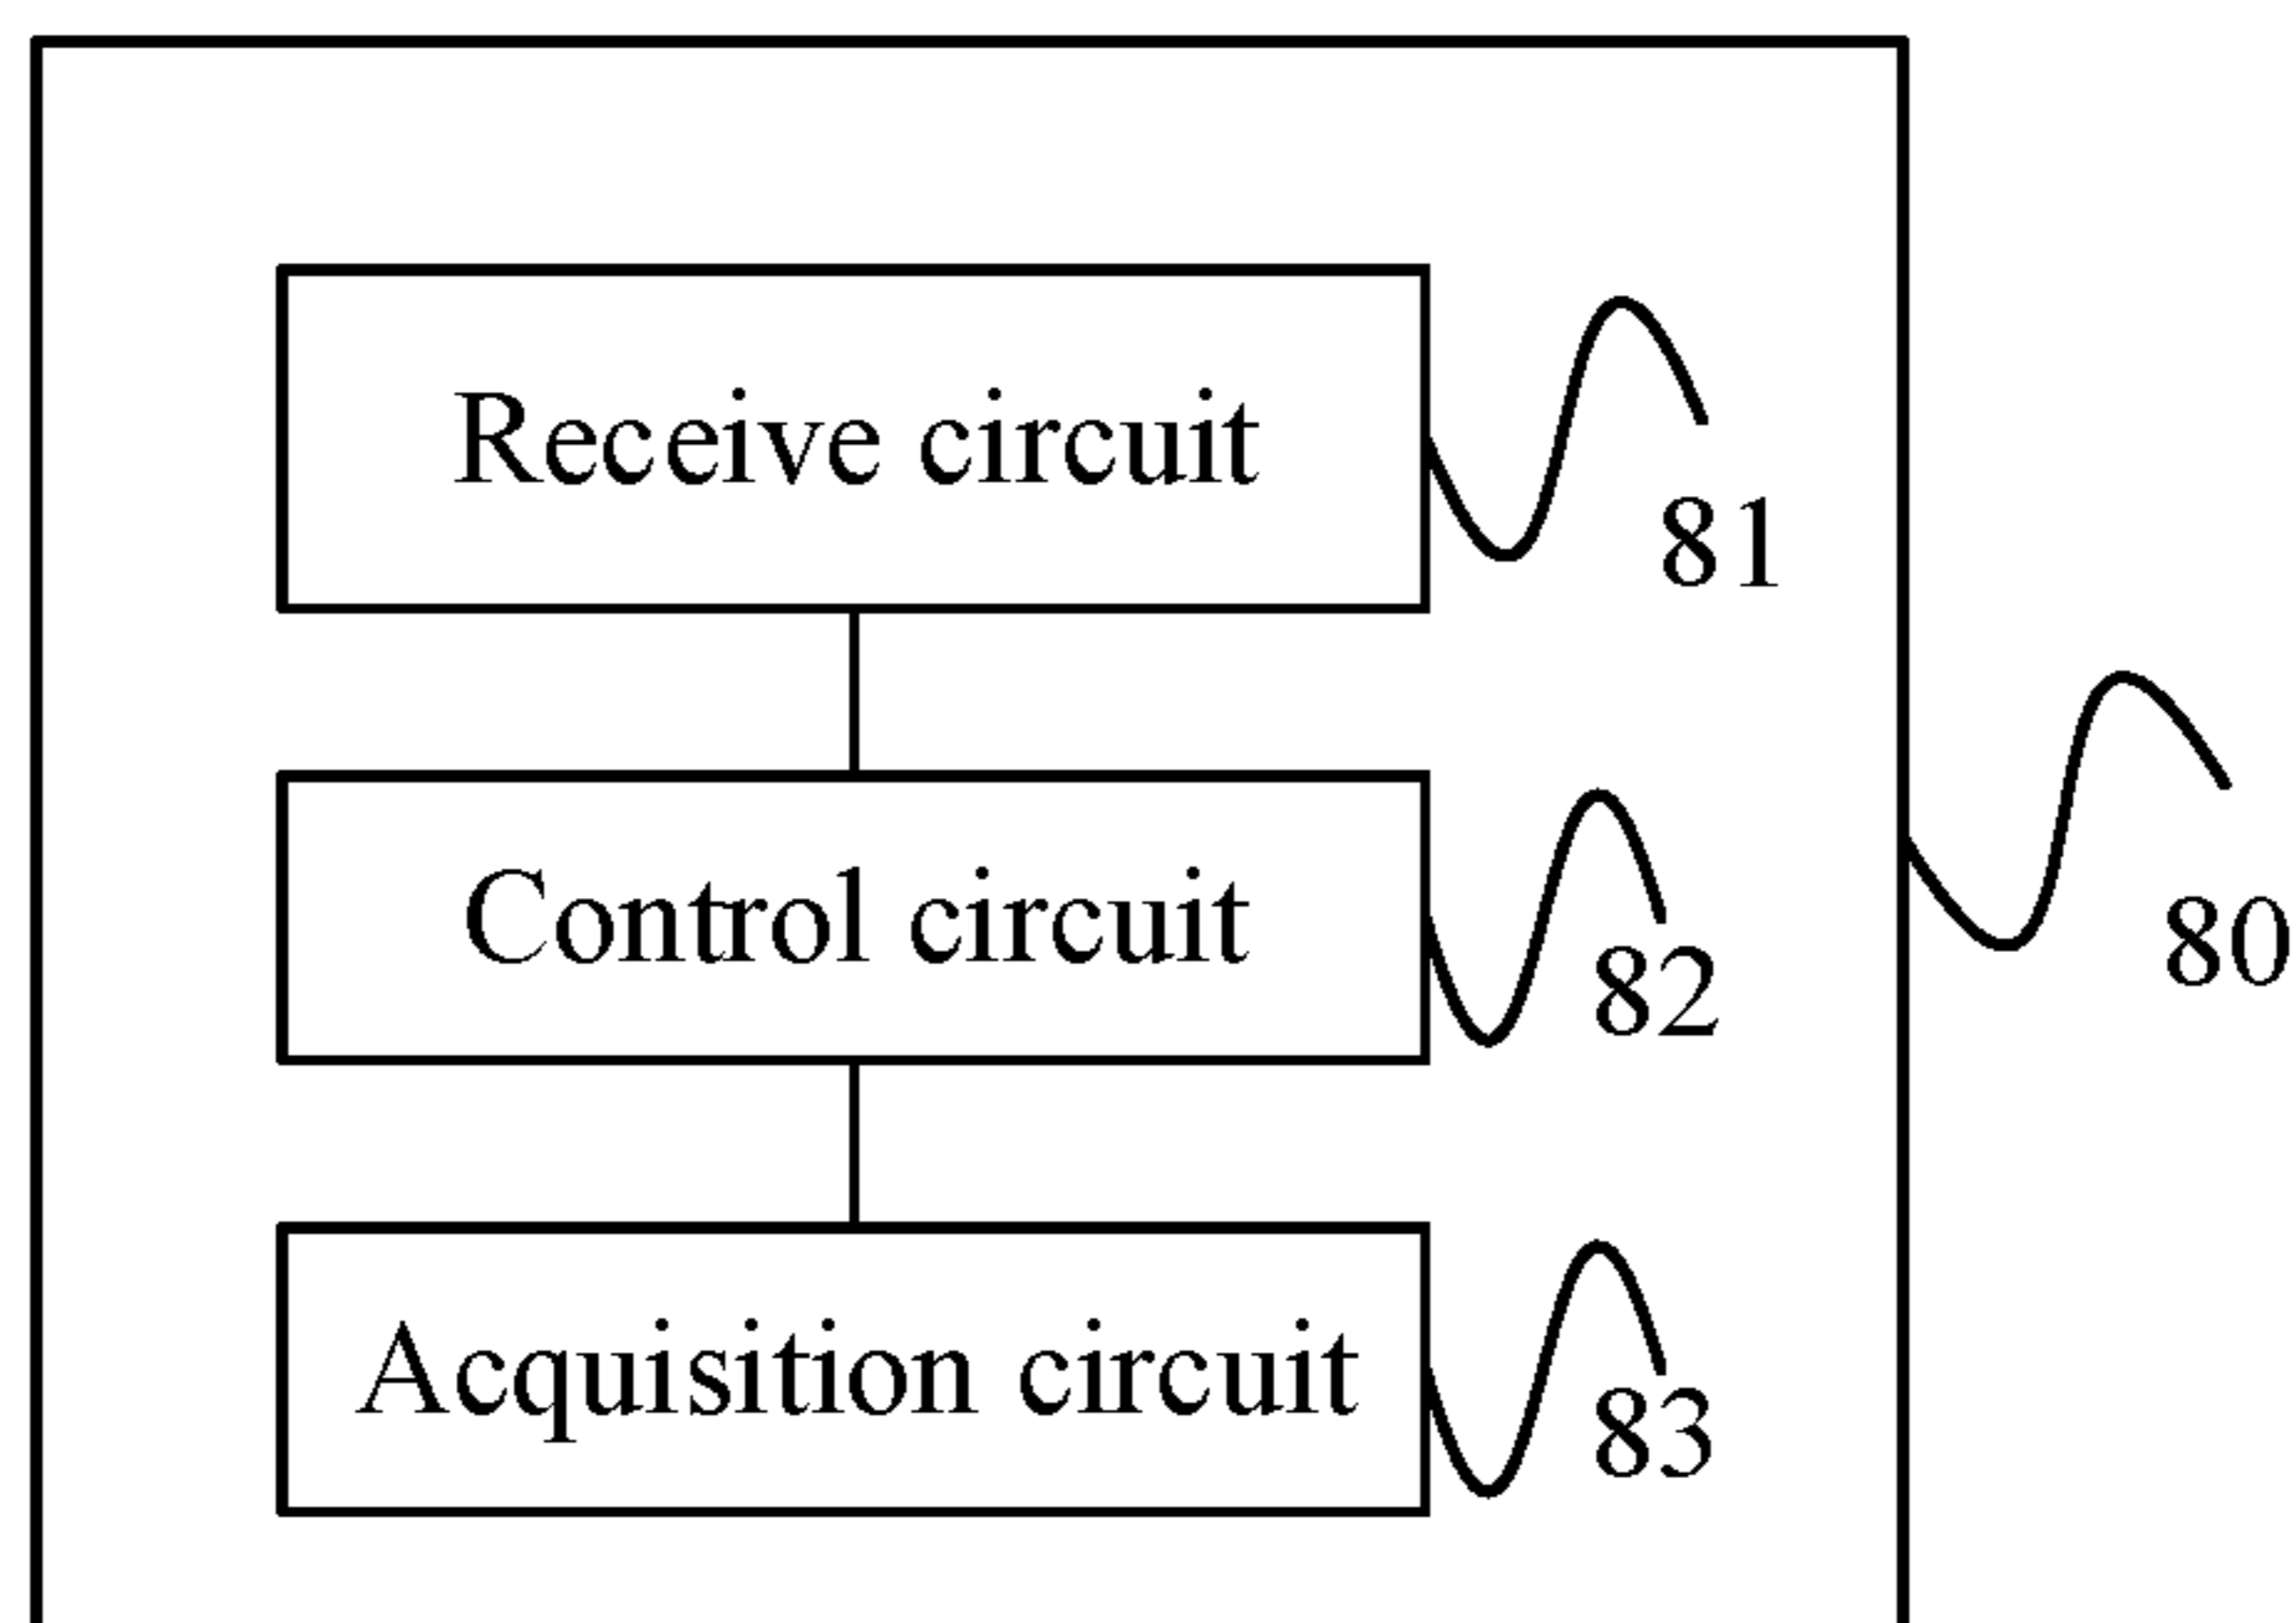 Receive circuit
81
Control circuit
82
80
Acquisition circuit
83